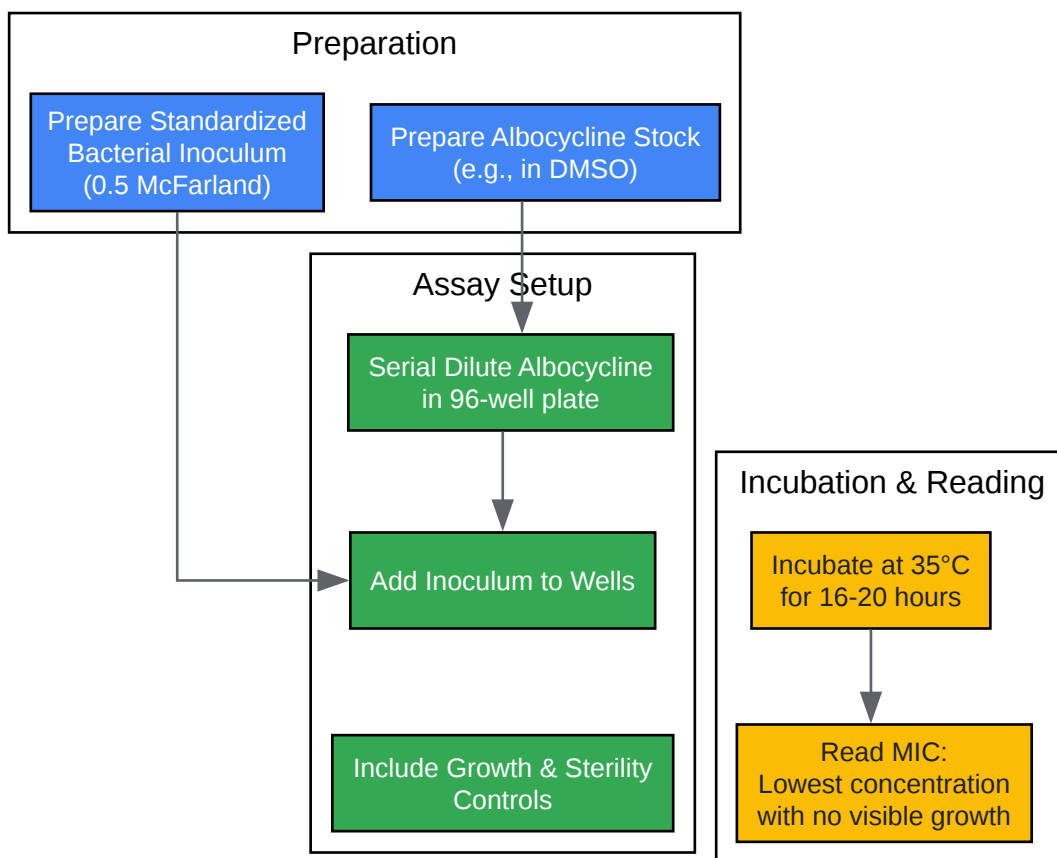 Preparation
Prepare Standardized
Bacterial Inoculum
(0.5 McFarland)
Prepare Albocycline Stock
(e.g., in DMSO)
Assay Setup
Serial Dilute Albocycline
in 96-well plate
Add Inoculum to Wells
Include Growth & Sterility
Controls
Incubation & Reading
Incubate at 35°C
for 16-20 hours
Read MIC:
Lowest concentration
with no visible growth